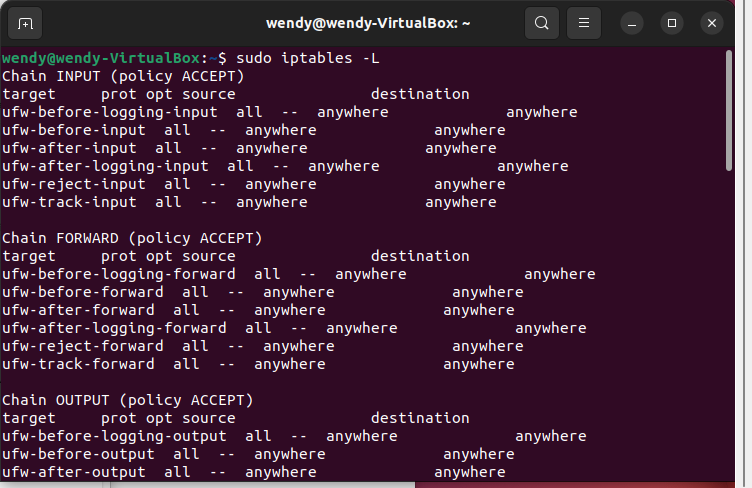 wendy@wendy-VirtualBox: ~
wendy@wendy-VirtualBox:~$ sudo iptables -L
Chain INPUT (policy ACCEPT)
target     prot opt source               destination
ufw-before-logging-input  all  --  anywhere             anywhere
ufw-before-input  all  --  anywhere             anywhere
ufw-after-input  all  --  anywhere             anywhere
ufw-after-logging-input  all  --  anywhere             anywhere
ufw-reject-input  all  --  anywhere             anywhere
ufw-track-input  all  --  anywhere             anywhere

Chain FORWARD (policy ACCEPT)
target     prot opt source               destination
ufw-before-logging-forward  all  --  anywhere             anywhere
ufw-before-forward  all  --  anywhere             anywhere
ufw-after-forward  all  --  anywhere             anywhere
ufw-after-logging-forward  all  --  anywhere             anywhere
ufw-reject-forward  all  --  anywhere             anywhere
ufw-track-forward  all  --  anywhere             anywhere

Chain OUTPUT (policy ACCEPT)
target     prot opt source               destination
ufw-before-logging-output  all  --  anywhere             anywhere
ufw-before-output  all  --  anywhere             anywhere
ufw-after-output  all  --  anywhere             anywhere